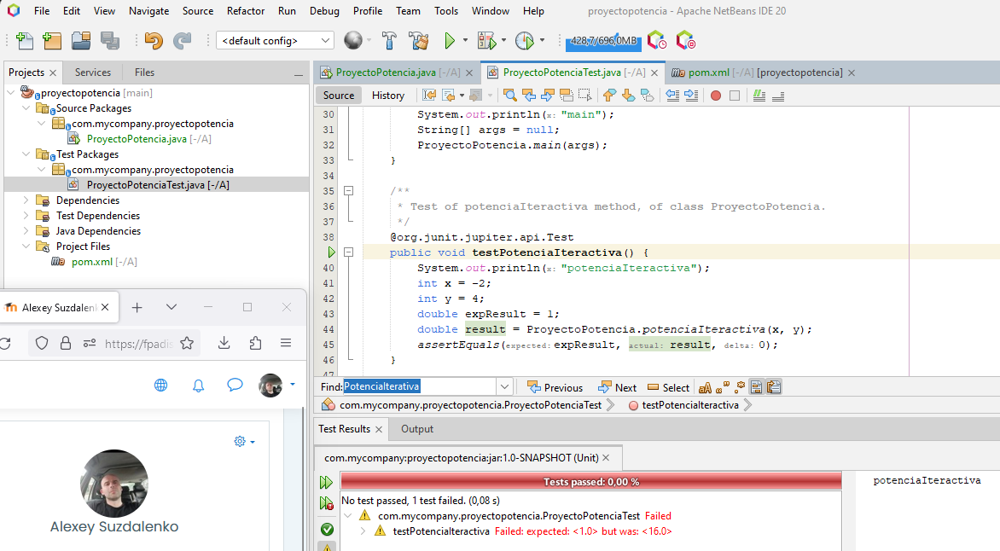 File Edit View Navigate Source Refactor Run Debug Profile Team Tools Window Help proyectopotencia - Apache NetBeans IDE 20
<default config> 428,7/696,0MB
Projects Services Files
ProyectoPotencia.java [-/A] ProyectoPotenciaTest.java [-/A] pom.xml [-/A] [proyectopotencia]
Source History
proyectopotencia [main]
Source Packages
com.mycompany.proyectopotencia
ProyectoPotencia.java [-/A]
Test Packages
com.mycompany.proyectopotencia
ProyectoPotenciaTest.java [-/A]
Dependencies
Test Dependencies
Java Dependencies
Project Files
pom.xml [-/A]
30 System.out.println(x: "main");
31 String[] args = null;
32 ProyectoPotencia.main(args);
33 }
34
35 /**
36 * Test of potenciaIteractiva method, of class ProyectoPotencia.
37 */
38 @org.junit.jupiter.api.Test
public void testPotenciaIteractiva() {
40 System.out.println(x: "potenciaIteractiva");
41 int x = -2;
42 int y = 4;
43 double expResult = 1;
44 double result = ProyectoPotencia.potenciaIteractiva(x, y);
45 assertEquals(expected: expResult, actual: result, delta: 0);
46 }
47
Find: PotenciaIterativa Previous Next Select
com.mycompany.proyectopotencia.ProyectoPotenciaTest testPotenciaIteractiva
Test Results Output
com.mycompany:proyectopotencia:jar:1.0-SNAPSHOT (Unit)
Tests passed: 0,00 %
No test passed, 1 test failed. (0,08 s)
com.mycompany.proyectopotencia.ProyectoPotenciaTest Failed
testPotenciaIteractiva Failed: expected: <1.0> but was: <16.0>
potenciaIteractiva
Alexey Suzdalen
https://fpadis
Alexey Suzdalenko